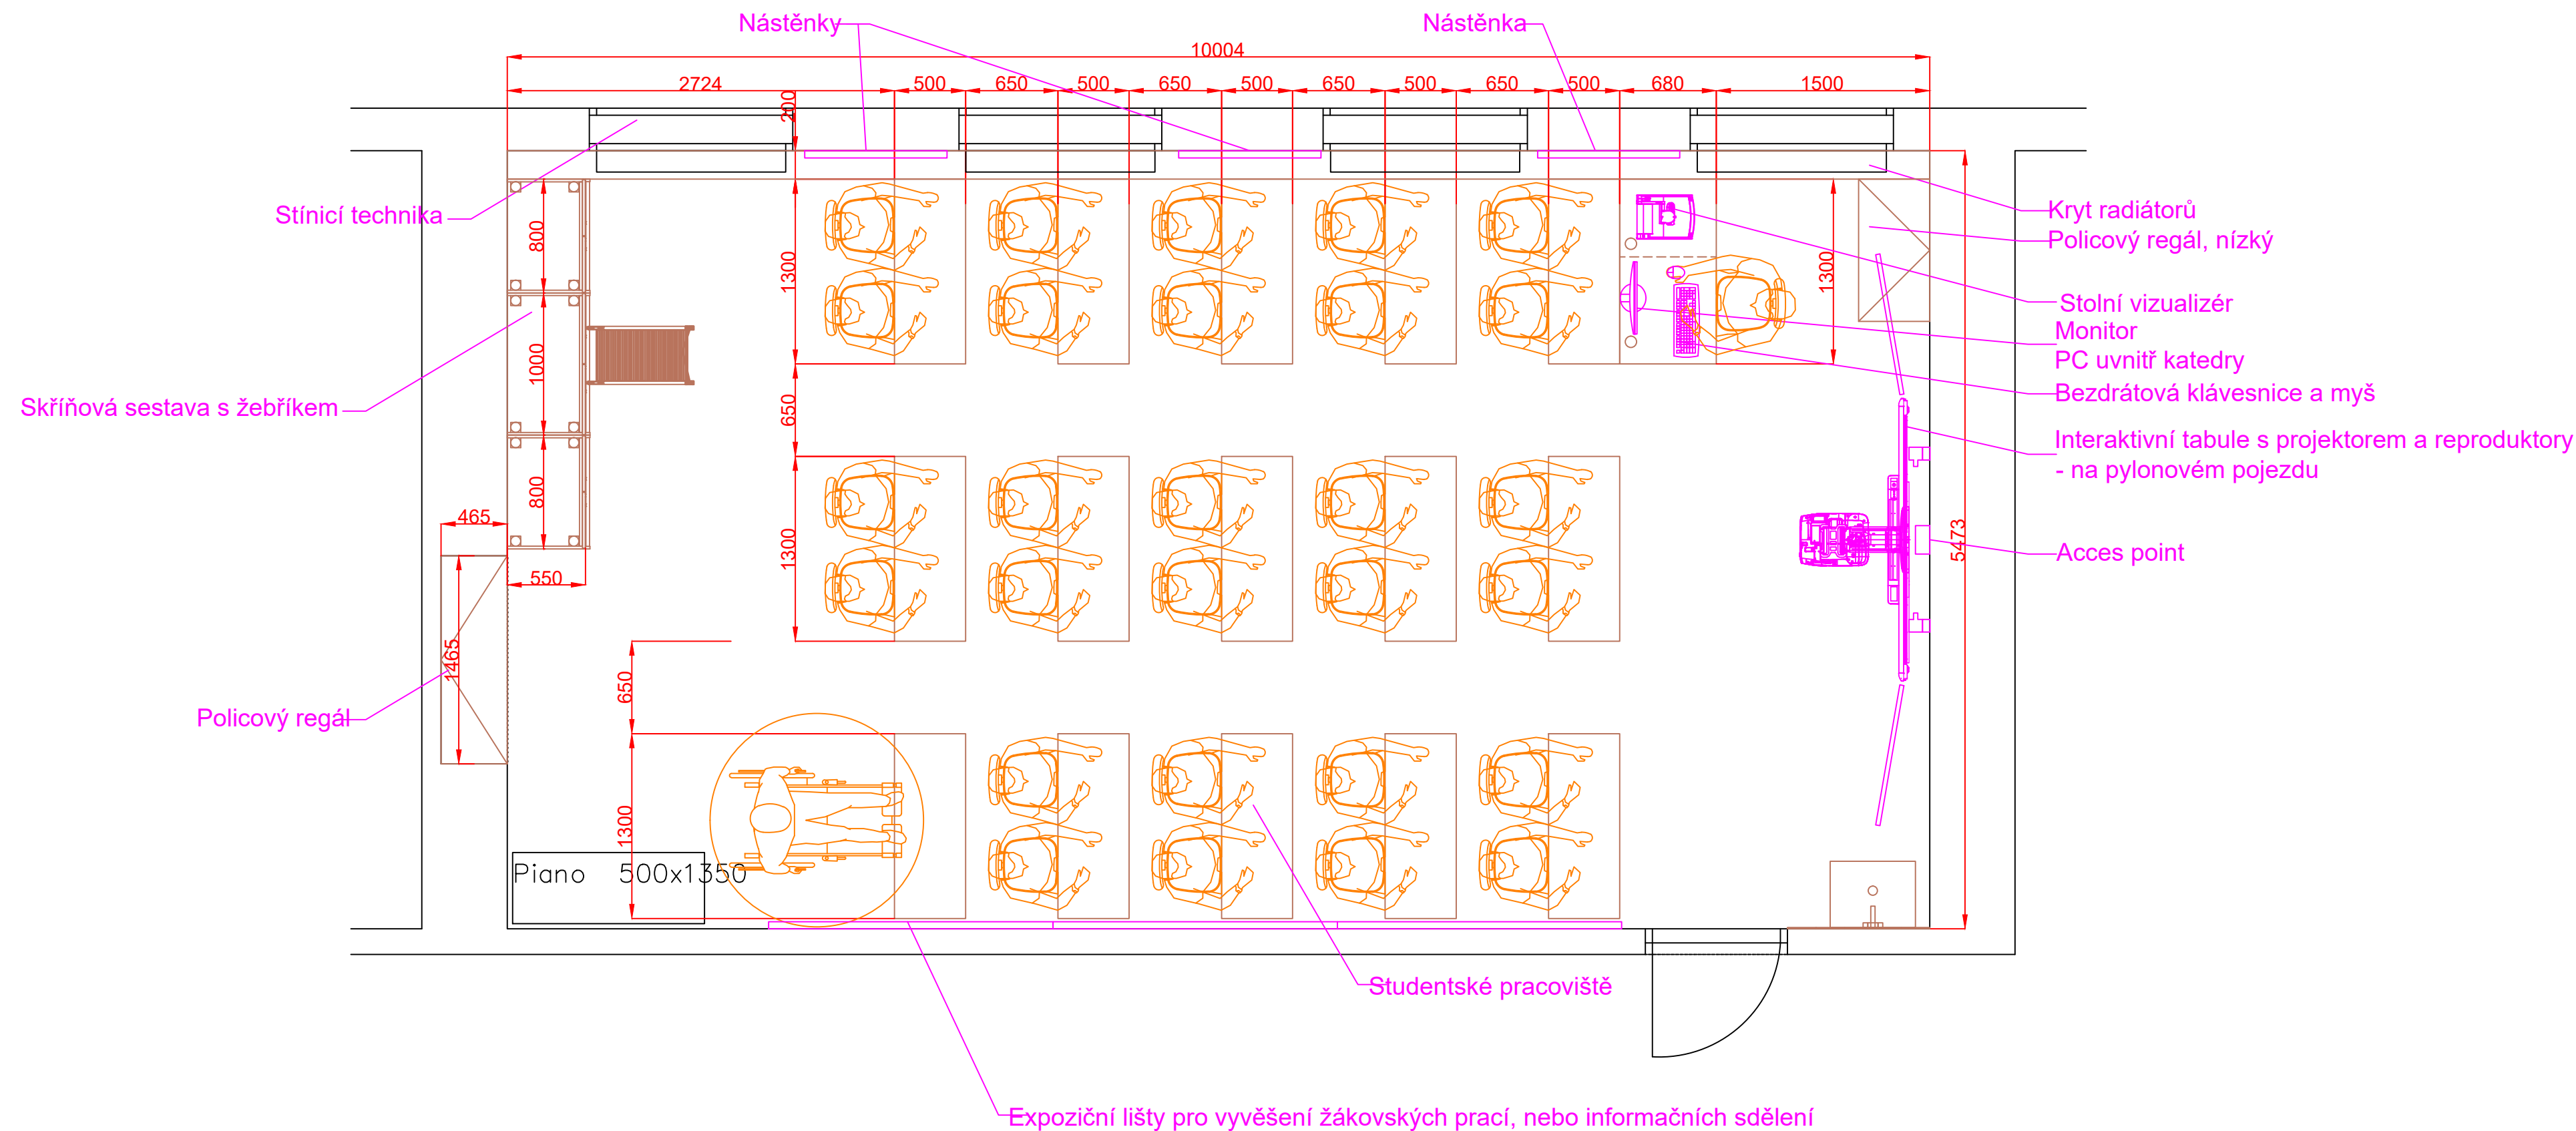 Nástěnky
Nástěnka
10004
2724
500
650
500
650
500
650
500
650
500
680
1500
200
Stínicí technika
Kryt radiátorů
Policový regál, nízký
800
1300
1300
Stolní vizualizér
Monitor
PC uvnitř katedry
Bezdrátová klávesnice a myš
1000
Skříňová sestava s žebříkem
650
Interaktivní tabule s projektorem a reproduktory
- na pylonovém pojezdu
800
465
1300
5473
Acces point
550
1465
650
Policový regál
1300
Piano 500x1350
Studentské pracoviště
Expoziční lišty pro vyvěšení žákovských prací, nebo informačních sdělení